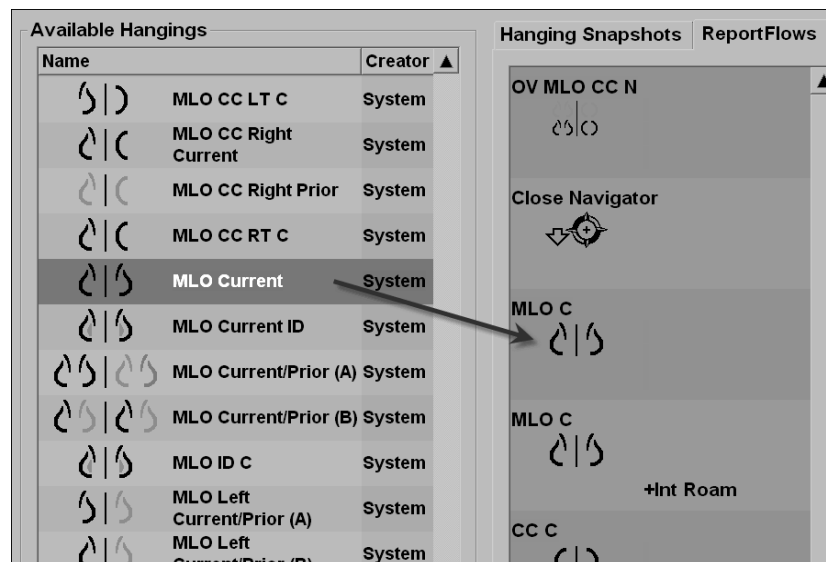 Available Hangings
Name Creator
MLO CC LT C System
MLO CC Right
Current System
MLO CC Right Prior System
MLO CC RT C System
MLO Current System
MLO Current ID System
MLO Current/Prior (A) System
MLO Current/Prior (B) System
MLO ID C System
MLO Left
Current/Prior (A) System
MLO Left
Current/Prior (B) System
Hanging Snapshots ReportFlows
OV MLO CC N
Close Navigator
MLO C
MLO C
+Int Roam
CC C